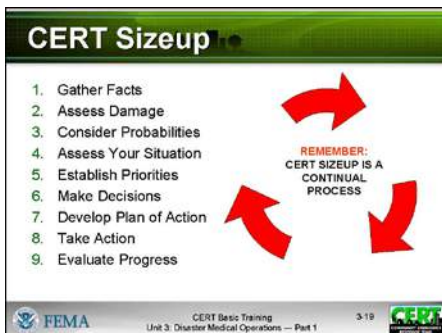 CERT Sizeup
1. Gather Facts
2. Assess Damage
3. Consider Probabilities
4. Assess Your Situation
5. Establish Priorities
6. Make Decisions
7. Develop Plan of Action
8. Take Action
9. Evaluate Progress
REMEMBER:
CERT SIZEUP IS A
CONTINUAL
PROCESS
FEMA
CERT Basic Training
Unit 3: Disaster Medical Operations — Part 1
3-19
CERT